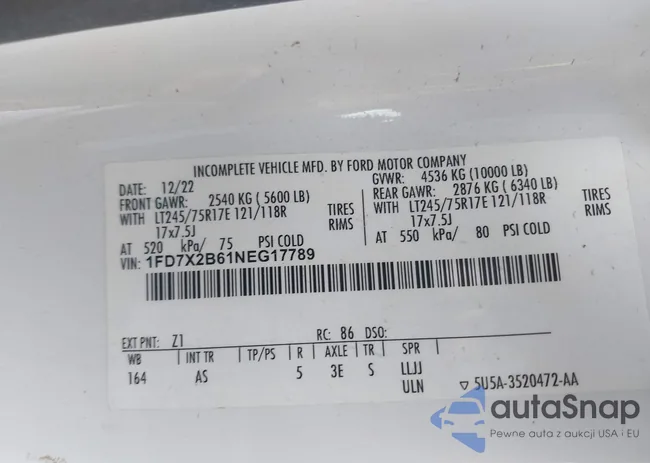 INCOMPLETE VEHICLE MFD. BY FORD MOTOR COMPANY
DATE: 12/22 GVWR: 4536 KG (10000 LB)
FRONT GAWR: 2540 KG ( 5600 LB) REAR GAWR: 2876 KG ( 6340 LB)
WITH LT245/75R17E 121/118R TIRES WITH LT245/75R17E 121/118R TIRES
17x7.5J RIMS 17x7.5J RIMS
AT 520 kPa/ 75 PSI COLD AT 550 kPa/ 80 PSI COLD
VIN: 1FD7X2B61NEG17789
EXT PNT: Z1 RC: 86 DSO:
WB INT TR TP/PS R AXLE TR SPR
164 AS 5 3E S LLJJ
ULN ▽ 5U5A-3520472-AA
autaSnap
Pewne auta z aukcji USA i EU